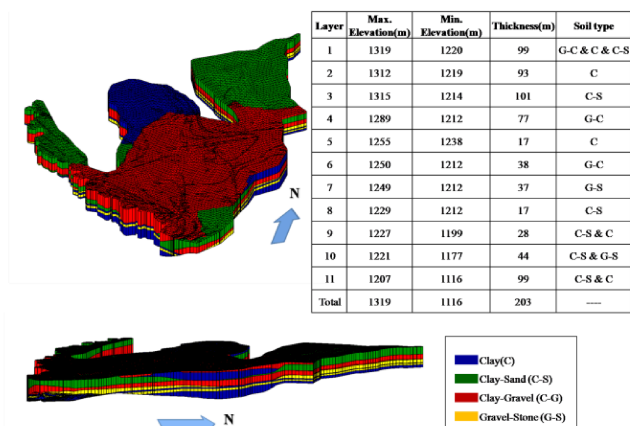 Layer Max. Elevation(m) Min. Elevation(m) Thickness(m) Soil type
1 1319 1220 99 G-C & C & C-S
2 1312 1219 93 C
3 1315 1214 101 C-S
4 1289 1212 77 G-C
5 1255 1238 17 C
6 1250 1212 38 G-C
7 1249 1212 37 G-S
8 1229 1212 17 C-S
9 1227 1199 28 C-S & C
10 1221 1177 44 C-S & G-S
11 1207 1116 99 C-S & C
Total 1319 1116 203 ----
N
N
Clay(C)
Clay-Sand (C-S)
Clay-Gravel (C-G)
Gravel-Stone (G-S)